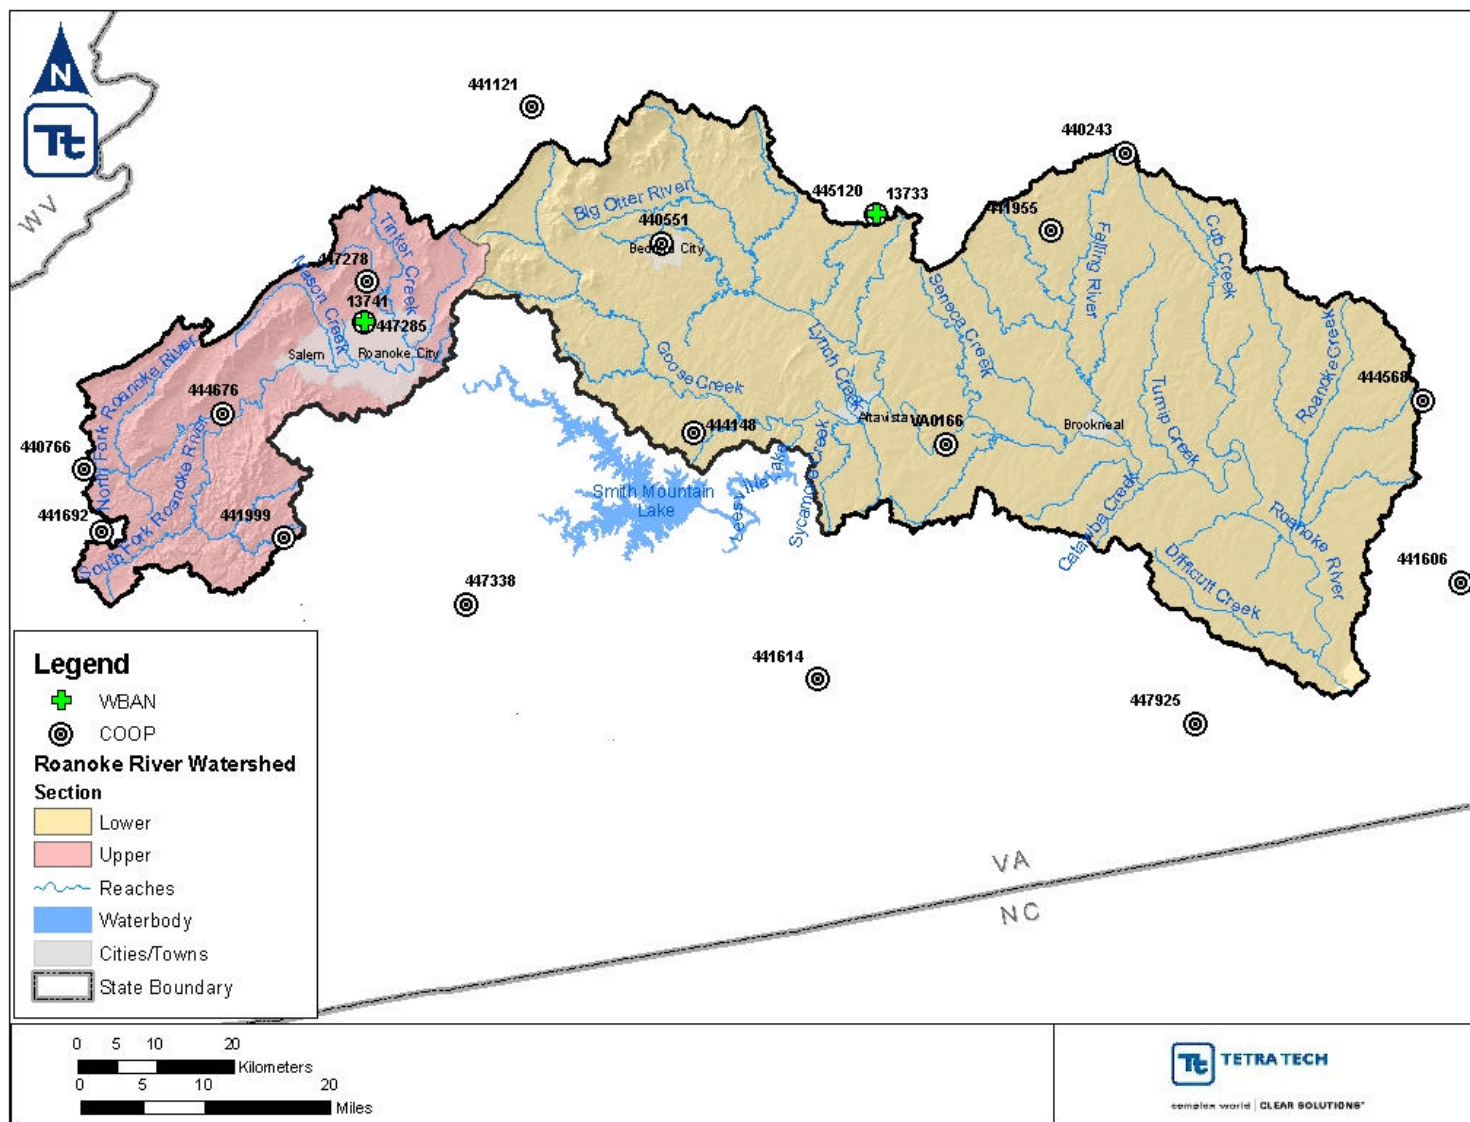 N
Tt
WV
441121
440243
445120
13733
441955
Big Otter River
440551
Bedford City
Tinker Creek
447278
Mason Creek
13741
447285
Salem
Roanoke City
Falling River
Cub Creek
Seneca Creek
Lynch Creek
Goose Creek
Roanoke Creek
North Fork Roanoke River
444676
444568
Turnip Creek
Altavista
VA0166
Brookneal
444148
440766
South Fork Roanoke River
441692
441999
Smith Mountain
Lake
Leesville Lake
Sycamore Creek
Catawba Creek
Roanoke River
Difficult Creek
441606
447338
441614
447925
Legend
WBAN
COOP
Roanoke River Watershed
Section
Lower
Upper
Reaches
Waterbody
Cities/Towns
State Boundary
VA
NC
0 5 10 20
Kilometers
0 5 10 20
Miles
Tt TETRA TECH
complex world | CLEAR SOLUTIONS™